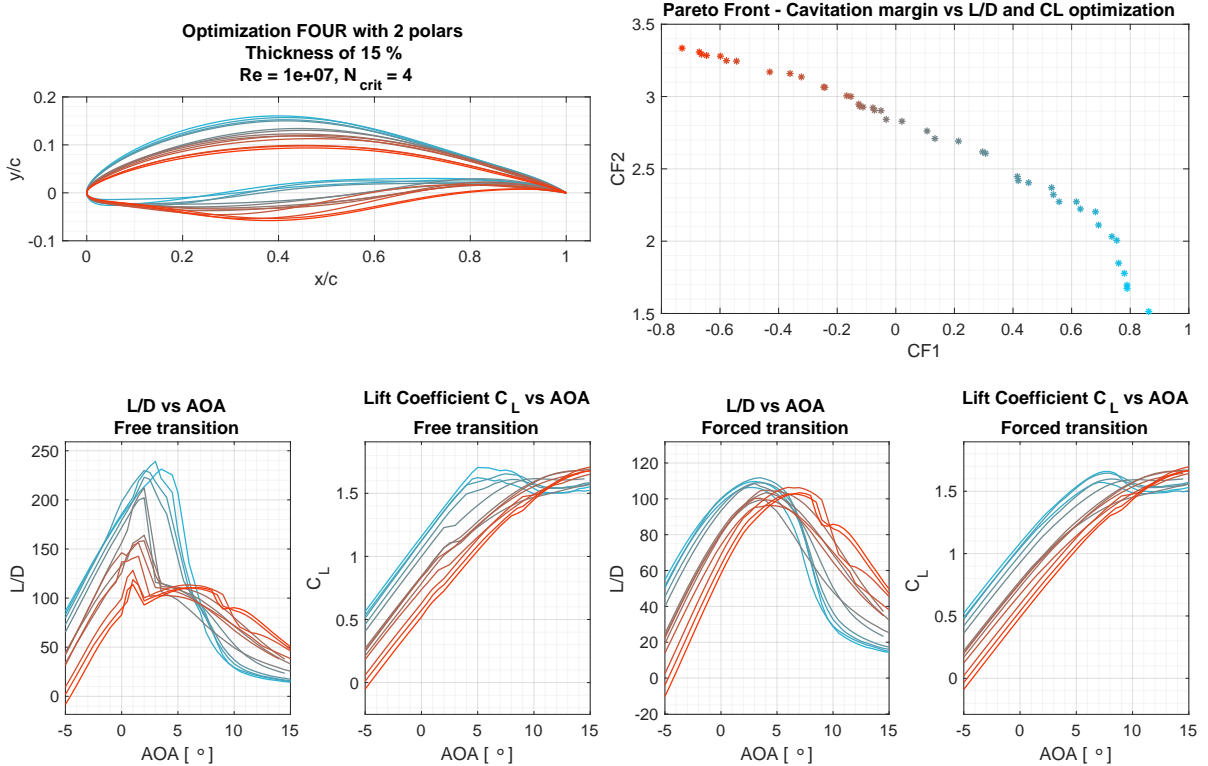 Optimization FOUR with 2 polars
Thickness of 15 %
Re = 1e+07, N_crit = 4
0.2
0.1
0
-0.1
y/c
0
0.2
0.4
0.6
0.8
1
x/c
Pareto Front - Cavitation margin vs L/D and CL optimization
3.5
3
2.5
2
1.5
CF2
-0.8
-0.6
-0.4
-0.2
0
0.2
0.4
0.6
0.8
1
CF1
L/D vs AOA
Free transition
250
200
150
100
50
0
L/D
-5
0
5
10
15
AOA [ º]
Lift Coefficient C_L vs AOA
Free transition
1.5
1
0.5
0
C_L
-5
0
5
10
15
AOA [ º]
L/D vs AOA
Forced transition
120
100
80
60
40
20
0
-20
L/D
-5
0
5
10
15
AOA [ º]
Lift Coefficient C_L vs AOA
Forced transition
1.5
1
0.5
0
C_L
-5
0
5
10
15
AOA [ º]